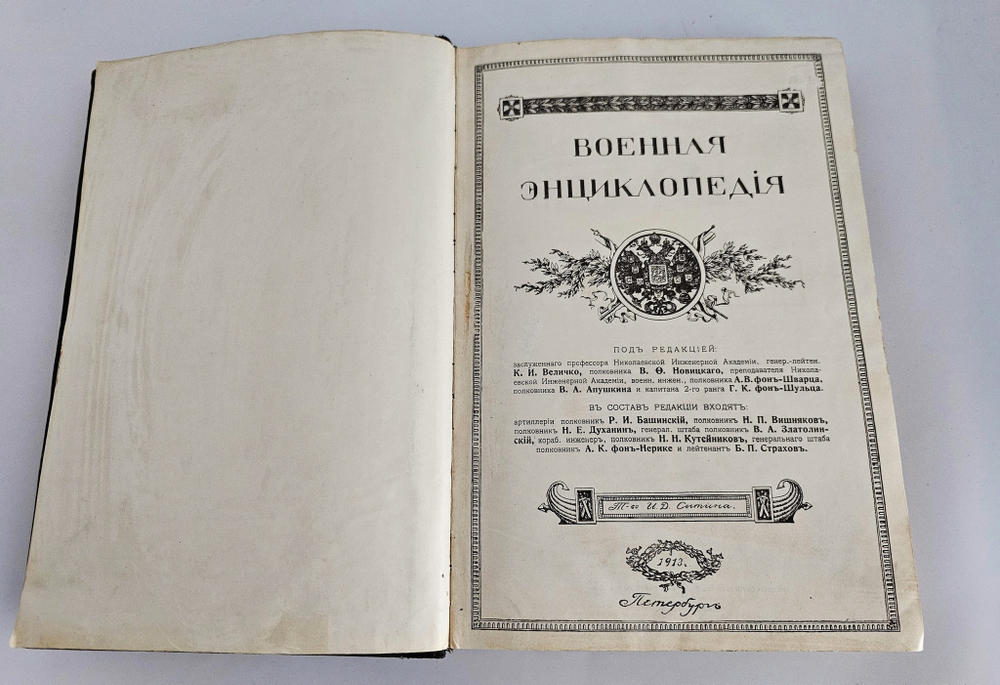 ВОЕННАЯ
ЭНЦИКЛОПЕДІЯ
ПОДЪ РЕДАКЦІЕЙ:
заслуженнаго профессора Николаевской Инженерной Академіи, генер.-лейтен.
К. И. Величко, полковника В. Ѳ. Новицкаго, преподавателя Никола-
евской Инженерной Академіи, военн. инжен., полковника А.В.фонъ-Шварца,
полковника В. А. Апушкина и капитана 2-го ранга Г. К. фонъ-Шульца.
ВЪ СОСТАВЪ РЕДАКЦІИ ВХОДЯТЪ:
артиллеріи полковникъ Р. И. Башинскій, полковникъ Н. П. Вишняковъ,
полковникъ Н. Е. Духанинъ, генерал. штаба полковникъ В. А. Златолин-
скій, кораб. инженеръ, полковникъ Н. Н. Кутейниковъ, генеральнаго штаба
полковникъ А. К. фонъ-Нерике и лейтенантъ Б. П. Страховъ.
Т-во И. Д. Сытина.
1913.
Петербургъ